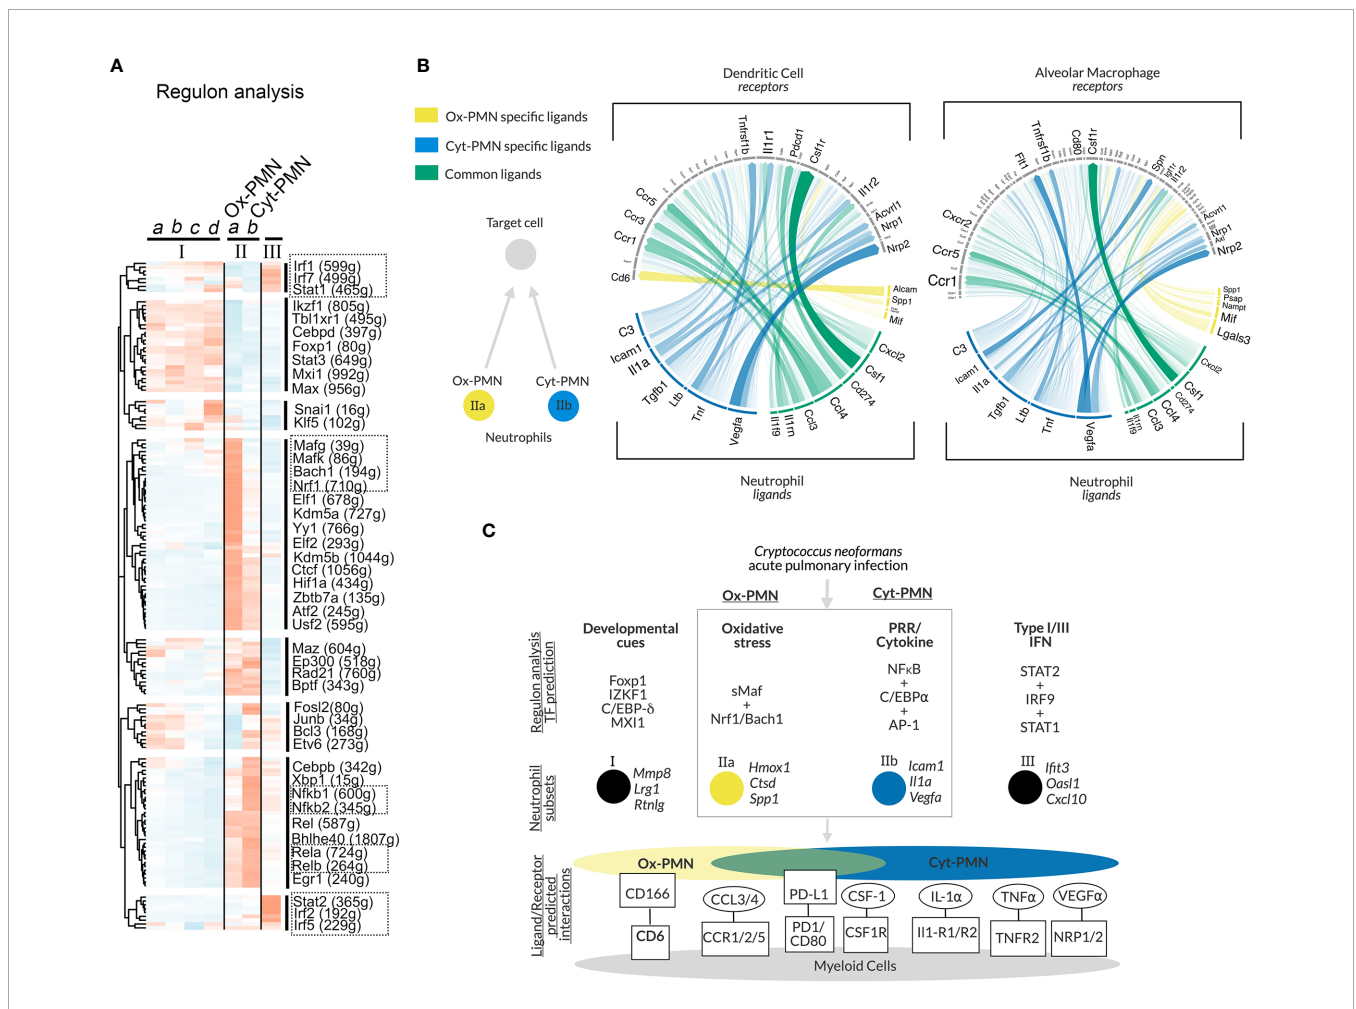 A
Regulon analysis
Ox-PMN
Cyt-PMN
a b c d a b
I II III
Irf1 (599g)
Irf7 (499g)
Stat1 (465g)
Ikzf1 (805g)
Tbl1xr1 (495g)
Cebpd (397g)
Foxp1 (80g)
Stat3 (649g)
Mxi1 (992g)
Max (956g)
Snai1 (16g)
Klf5 (102g)
Mafg (39g)
Mafk (86g)
Bach1 (194g)
Nrf1 (710g)
Elf1 (678g)
Kdm5a (727g)
Yy1 (766g)
Elf2 (293g)
Kdm5b (1044g)
Ctcf (1056g)
Hif1a (434g)
Zbtb7a (135g)
Atf2 (245g)
Usf2 (595g)
Maz (604g)
Ep300 (518g)
Rad21 (760g)
Bptf (343g)
Fosl2(80g)
Junb (34g)
Bcl3 (168g)
Etv6 (273g)
Cebpb (342g)
Xbp1 (15g)
Nfkb1 (600g)
Nfkb2 (345g)
Rel (587g)
Bhlhe40 (1807g)
Rela (724g)
Relb (264g)
Egr1 (240g)
Stat2 (365g)
Irf2 (192g)
Irf5 (229g)
B
Ox-PMN specific ligands
Cyt-PMN specific ligands
Common ligands
Target cell
Ox-PMN
Cyt-PMN
IIa
IIb
Neutrophils
Dendritic Cell
receptors
Cd6
Ccr1
Ccr3
Ccr5
Tnfrsf1b
Il1r1
Pdcd1
Csf1r
Il1r2
Acvrl1
Nrp1
Nrp2
Alcam
Spp1
Mif
Cxcl2
Csf1
Cd274
Ccl4
Ccl3
Il1rn
Il1f9
Vegfa
Tnf
Ltb
Tgfb1
Il1a
Icam1
C3
Neutrophil
ligands
Alveolar Macrophage
receptors
Ccr1
Ccr5
Cxcr2
Flt1
Tnfrsf1b
Cd80
Csf1r
Spn
Igf1r
Il1r2
Acvrl1
Nrp1
Axl
Nrp2
Spp1
Psap
Nampt
Mif
Lgals3
Cxcl2
Csf1
Cd274
Ccl4
Ccl3
Il1rn
Il1f9
Vegfa
Tnf
Ltb
Tgfb1
Il1a
Icam1
C3
Neutrophil
ligands
C
Cryptococcus neoformans
acute pulmonary infection
Ox-PMN
Cyt-PMN
Regulon analysis
TF prediction
Developmental
cues
Foxp1
IZKF1
C/EBP-δ
MXI1
Oxidative
stress
sMaf
+
Nrf1/Bach1
PRR/
Cytokine
NFκB
+
C/EBPα
+
AP-1
Type I/III
IFN
STAT2
+
IRF9
+
STAT1
Neutrophil
subsets
I
Mmp8
Lrg1
Rtnlg
IIa
Hmox1
Ctsd
Spp1
IIb
Icam1
Il1a
Vegfa
III
Ifit3
Oasl1
Cxcl10
Ligand/Receptor
predicted
interactions
Ox-PMN
Cyt-PMN
CD166
CCL3/4
PD-L1
CSF-1
IL-1α
TNFα
VEGFα
CD6
CCR1/2/5
PD1/
CD80
CSF1R
Il1-R1/R2
TNFR2
NRP1/2
Myeloid Cells